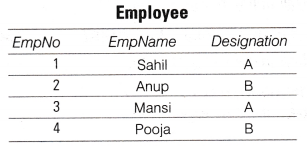 Employee
EmpNo EmpName Designation
1 Sahil A
2 Anup B
3 Mansi A
4 Pooja B